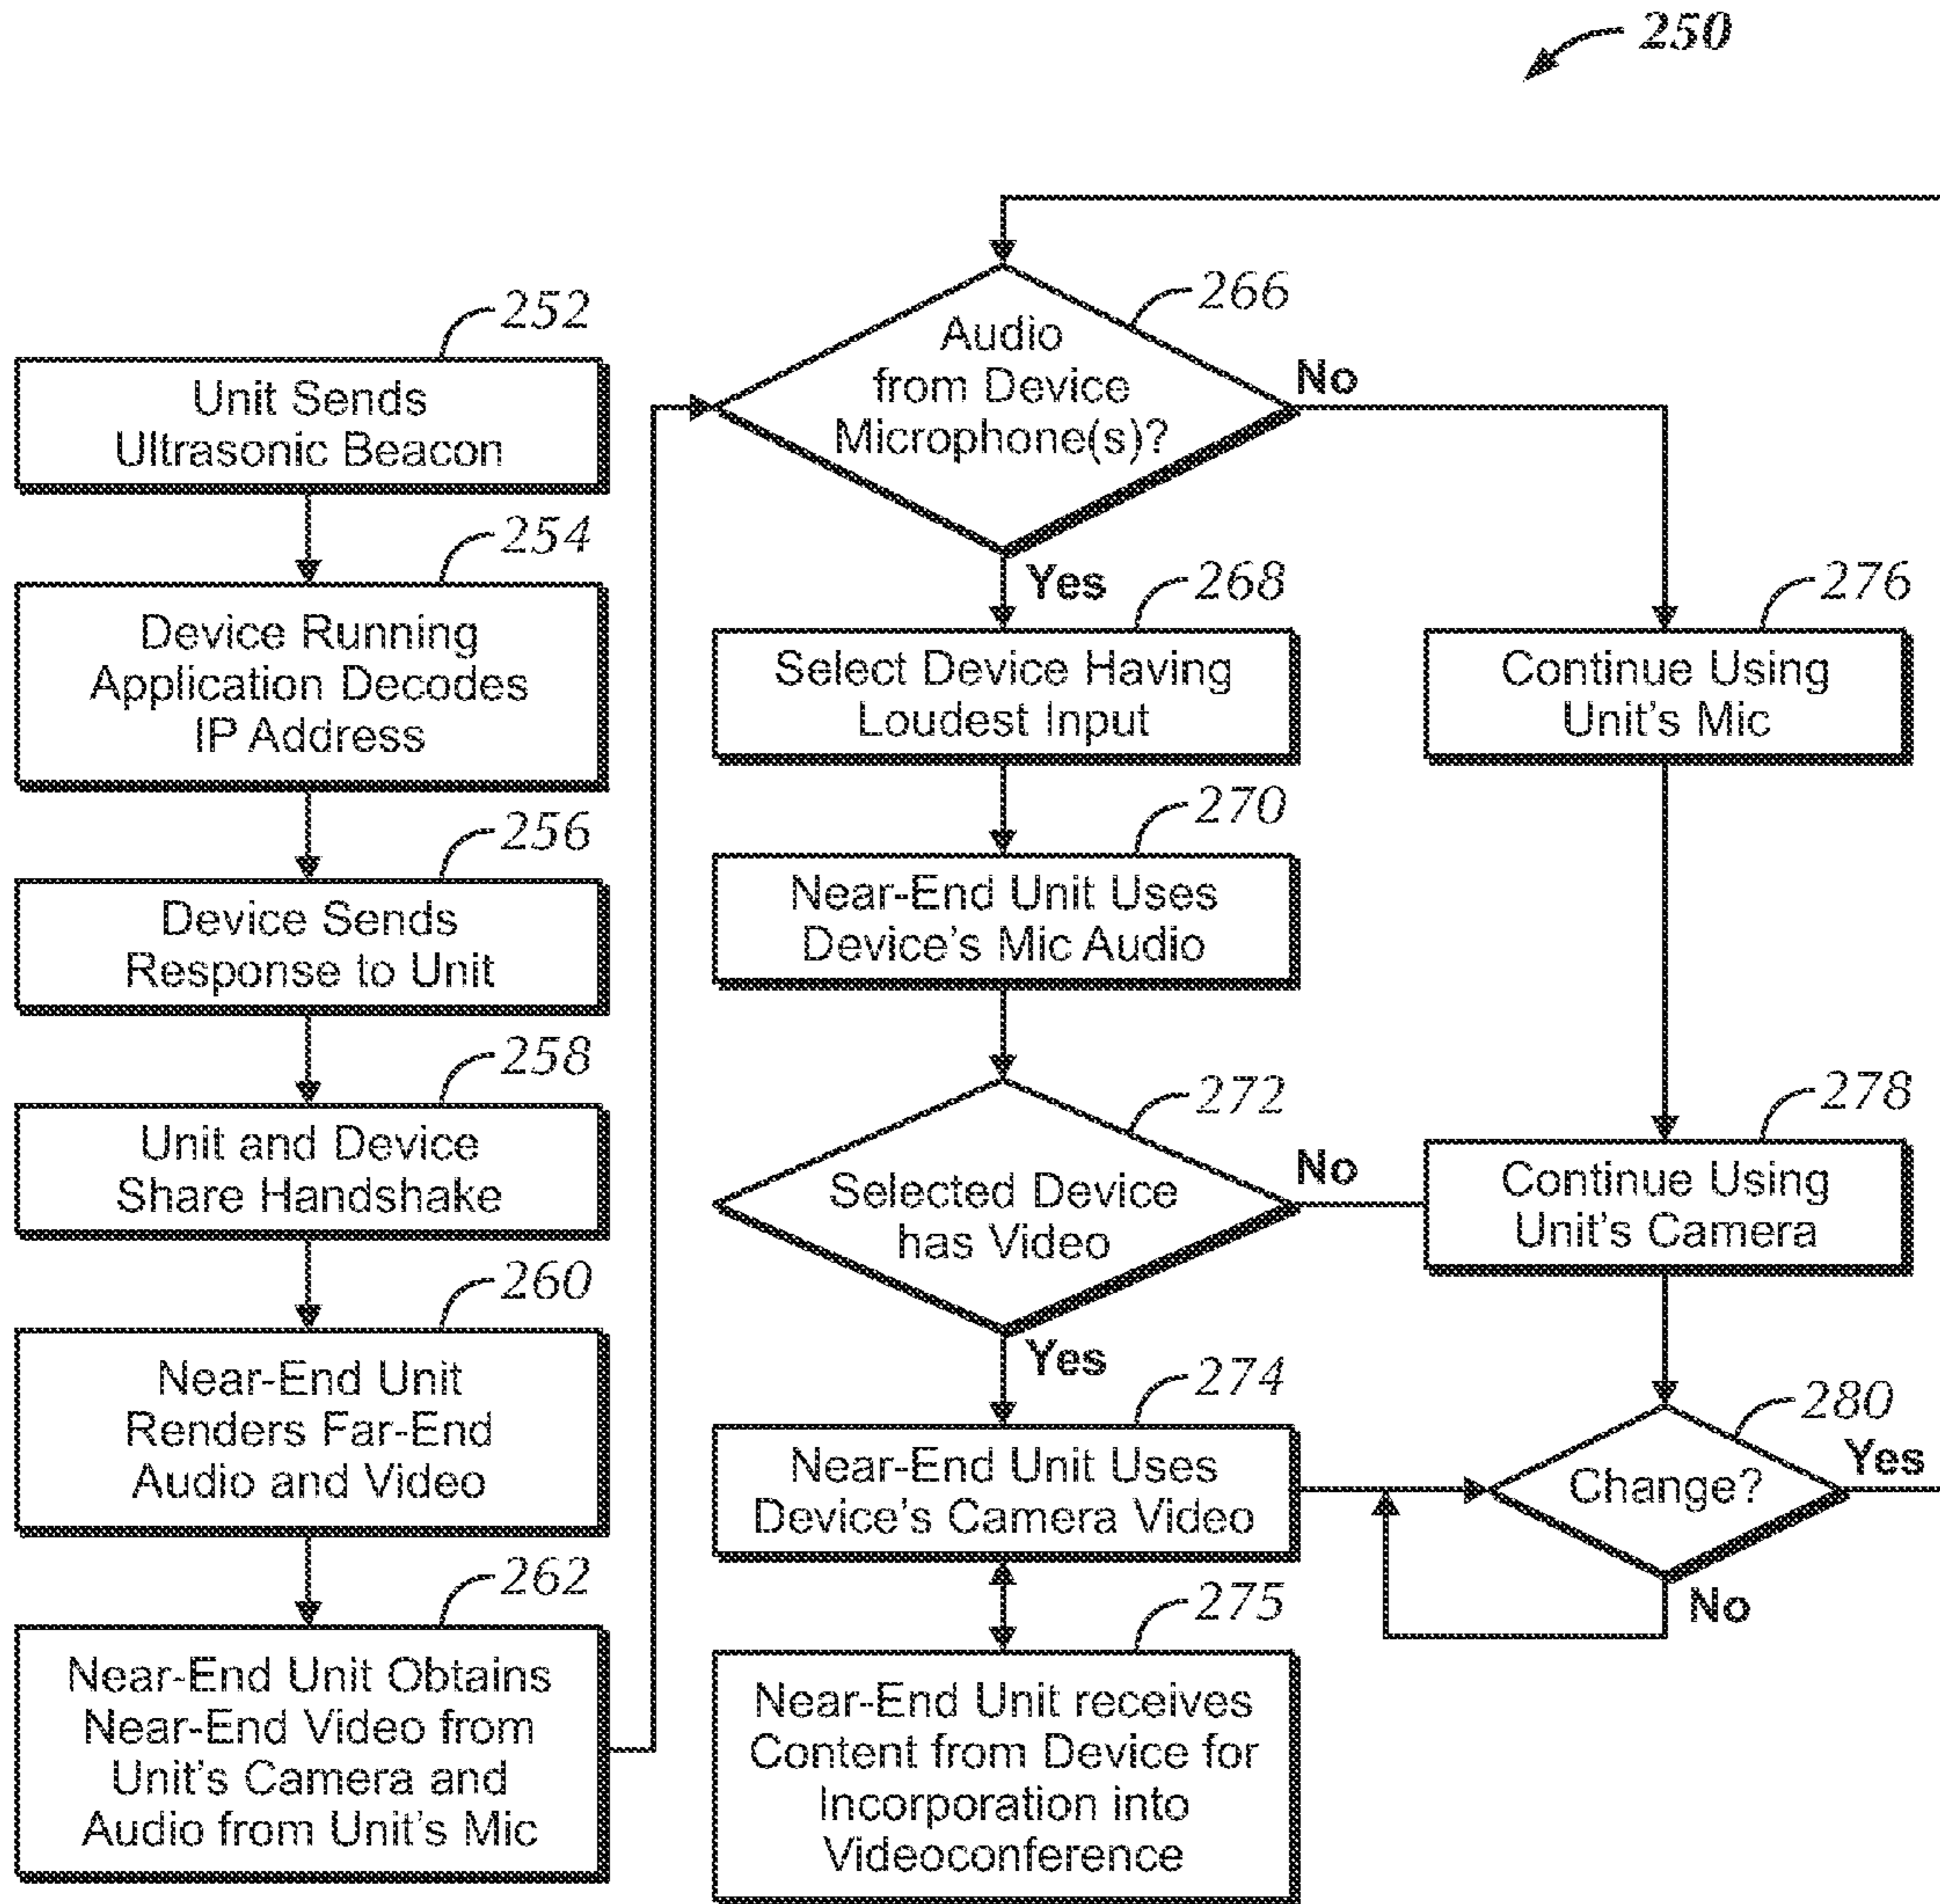 250
252
Unit Sends
Ultrasonic Beacon
254
Device Running
Application Decodes
IP Address
256
Device Sends
Response to Unit
258
Unit and Device
Share Handshake
260
Near-End Unit
Renders Far-End
Audio and Video
262
Near-End Unit Obtains
Near-End Video from
Unit's Camera and
Audio from Unit's Mic
266
Audio
from Device
Microphone(s)?
No
Yes
268
Select Device Having
Loudest Input
270
Near-End Unit Uses
Device's Mic Audio
272
Selected Device
has Video
No
Yes
274
Near-End Unit Uses
Device's Camera Video
275
Near-End Unit receives
Content from Device for
Incorporation into
Videoconference
276
Continue Using
Unit's Mic
278
Continue Using
Unit's Camera
280
Change?
Yes
No